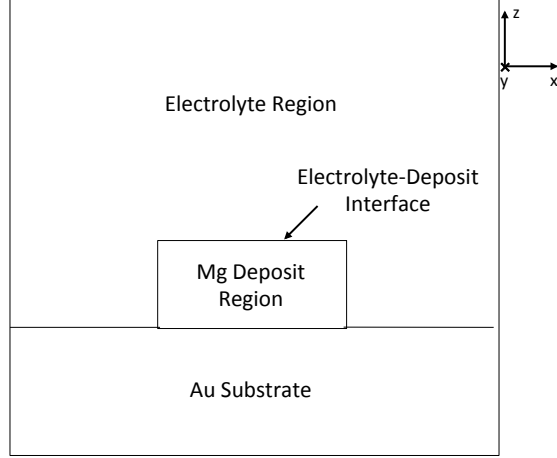 z
y
x
Electrolyte Region
Electrolyte-Deposit
Interface
Mg Deposit
Region
Au Substrate